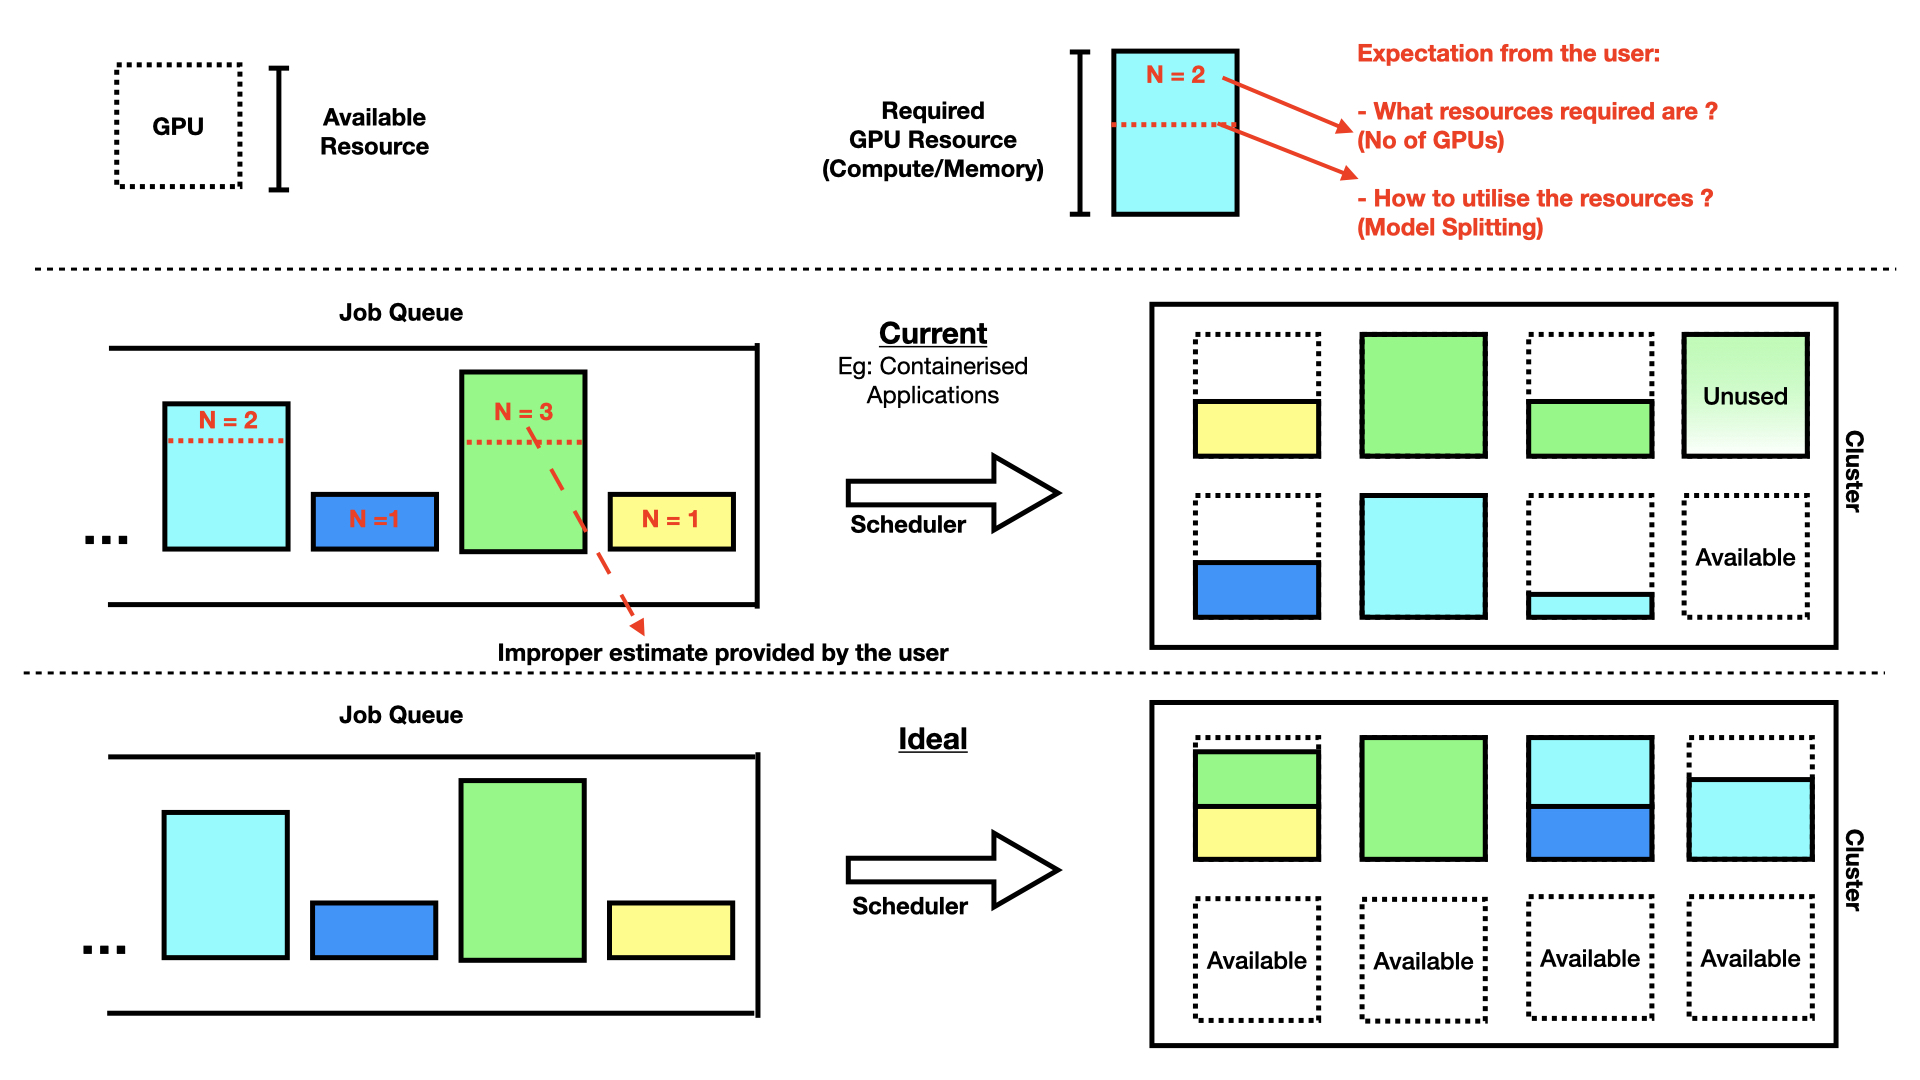 GPU
Available
Resource
Required
GPU Resource
(Compute/Memory)
N = 2
Expectation from the user:
- What resources required are ?
(No of GPUs)
- How to utilise the resources ?
(Model Splitting)
Job Queue
N = 2
N =1
N = 3
N = 1
...
Improper estimate provided by the user
Current
Eg: Containerised
Applications
Scheduler
Unused
Available
Cluster
Job Queue
...
Ideal
Scheduler
Available
Available
Available
Available
Cluster